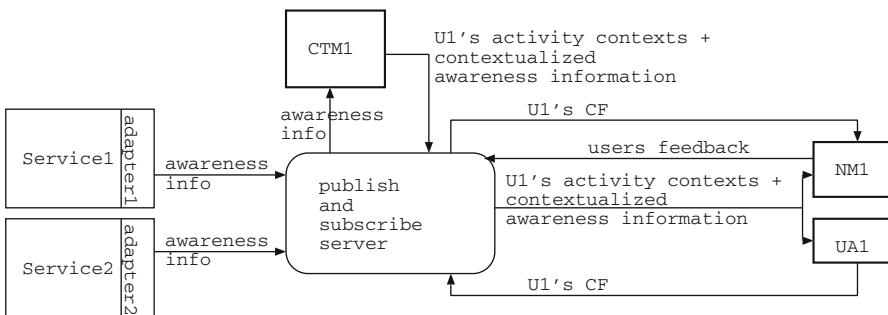 CTM1
U1's activity contexts +
contextualized
awareness information
awareness
info
U1's CF
users feedback
Service1
adapter1
awareness
info
publish
and
subscribe
server
U1's activity contexts +
contextualized
awareness information
NM1
Service2
adapter2
awareness
info
UA1
U1's CF